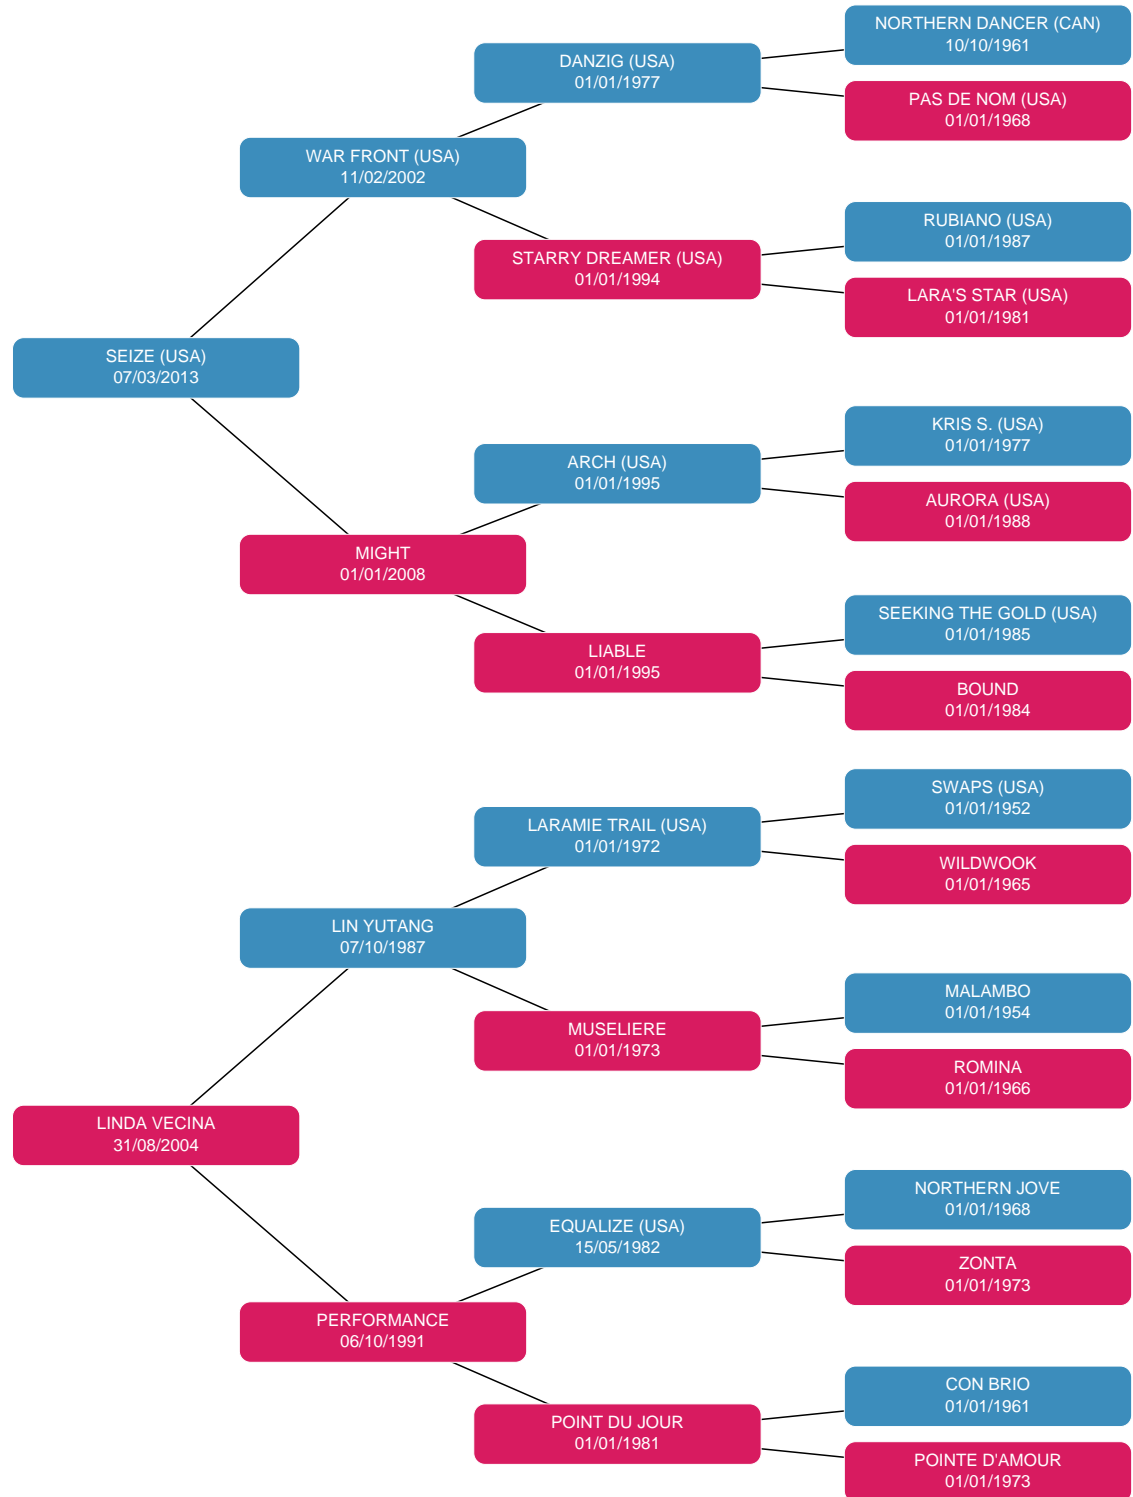 NORTHERN DANCER (CAN)
10/10/1961
DANZIG (USA)
01/01/1977
PAS DE NOM (USA)
01/01/1968
WAR FRONT (USA)
11/02/2002
RUBIANO (USA)
01/01/1987
STARRY DREAMER (USA)
01/01/1994
LARA'S STAR (USA)
01/01/1981
SEIZE (USA)
07/03/2013
KRIS S. (USA)
01/01/1977
ARCH (USA)
01/01/1995
AURORA (USA)
01/01/1988
MIGHT
01/01/2008
SEEKING THE GOLD (USA)
01/01/1985
LIABLE
01/01/1995
BOUND
01/01/1984
SWAPS (USA)
01/01/1952
LARAMIE TRAIL (USA)
01/01/1972
WILDWOOK
01/01/1965
LIN YUTANG
07/10/1987
MALAMBO
01/01/1954
MUSELIERE
01/01/1973
ROMINA
01/01/1966
LINDA VECINA
31/08/2004
NORTHERN JOVE
01/01/1968
EQUALIZE (USA)
15/05/1982
ZONTA
01/01/1973
PERFORMANCE
06/10/1991
CON BRIO
01/01/1961
POINT DU JOUR
01/01/1981
POINTE D'AMOUR
01/01/1973